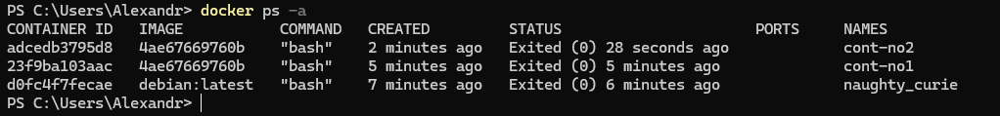 PS C:\Users\Alexandr> docker ps -a
CONTAINER ID   IMAGE           COMMAND   CREATED         STATUS                      PORTS     NAMES
adcedb3795d8   4ae67669760b    "bash"    2 minutes ago   Exited (0) 28 seconds ago             cont-no2
23f9ba103aac   4ae67669760b    "bash"    5 minutes ago   Exited (0) 5 minutes ago              cont-no1
d0fc4f7fecae   debian:latest   "bash"    7 minutes ago   Exited (0) 6 minutes ago              naughty_curie
PS C:\Users\Alexandr>